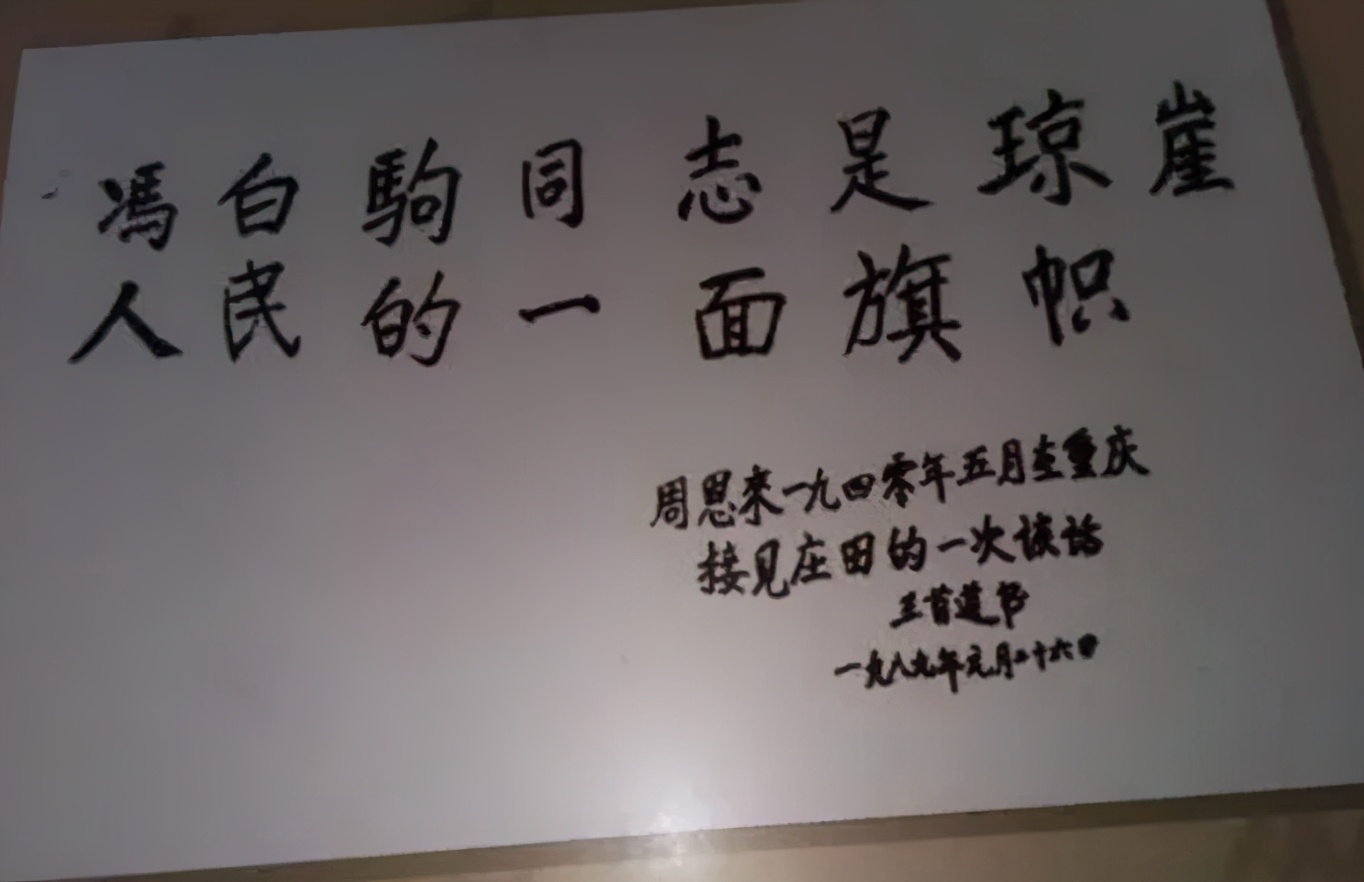 馮白駒同志是琼崖
人民的一面旗帜
周恩來一九四零年五月在重庆
接见庄田的一次谈话
王首道书
一九八九年元月二十六日